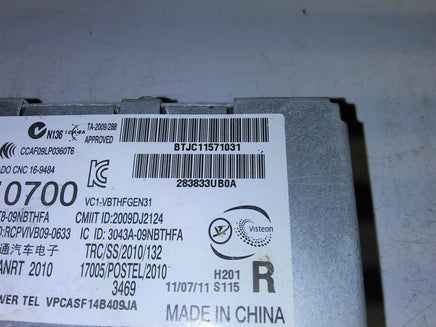 N136 ICASA TA-2009/288
APPROVED
CCAF09LP0360T6
BTJC11571031
ADO CNC 16-9484
283833UB0A
0700
VC1-VBTHFGEN31
T8-09NBTHFA CMIIT ID:2009DJ2124
D:RCPVIVB09-0633 IC ID: 3043A-09NBTHFA
通汽车电子 TRC/SS/2010/132
ANRT 2010 17005/POSTEL/2010
3469
Visteon
H201
11/07/11 S115 R
WER TEL VPCASF14B409JA MADE IN CHINA